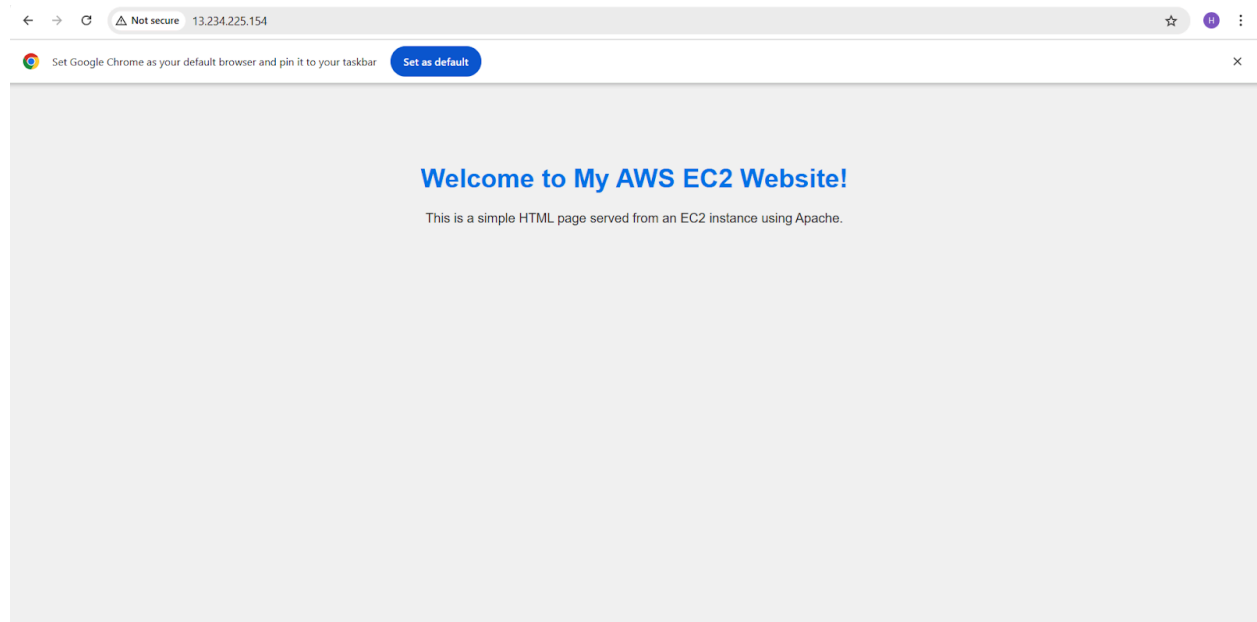 Not secure 13.234.225.154
H
Set Google Chrome as your default browser and pin it to your taskbar Set as default
Welcome to My AWS EC2 Website!
This is a simple HTML page served from an EC2 instance using Apache.